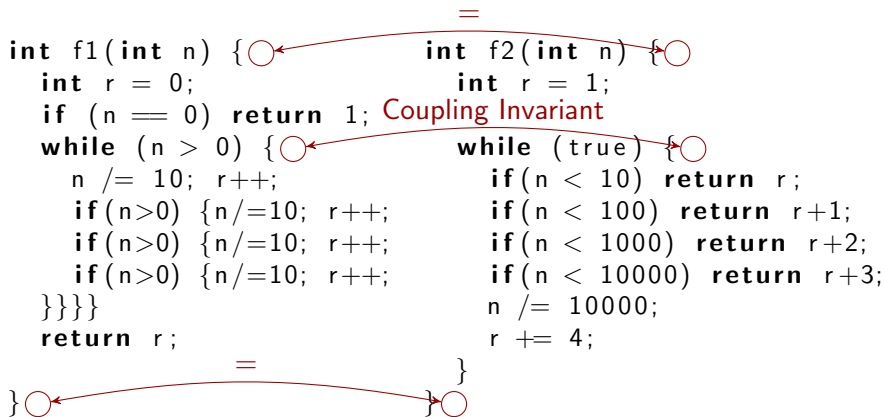 =
int f1(int n) {
int r = 0;
if (n == 0) return 1;
while (n > 0) {
n /= 10; r++;
if(n>0) {n/=10; r++;
if(n>0) {n/=10; r++;
if(n>0) {n/=10; r++;
}}}}
return r;
}
int f2(int n) {
int r = 1;
Coupling Invariant
while (true) {
if(n < 10) return r;
if(n < 100) return r+1;
if(n < 1000) return r+2;
if(n < 10000) return r+3;
n /= 10000;
r += 4;
}
}
=